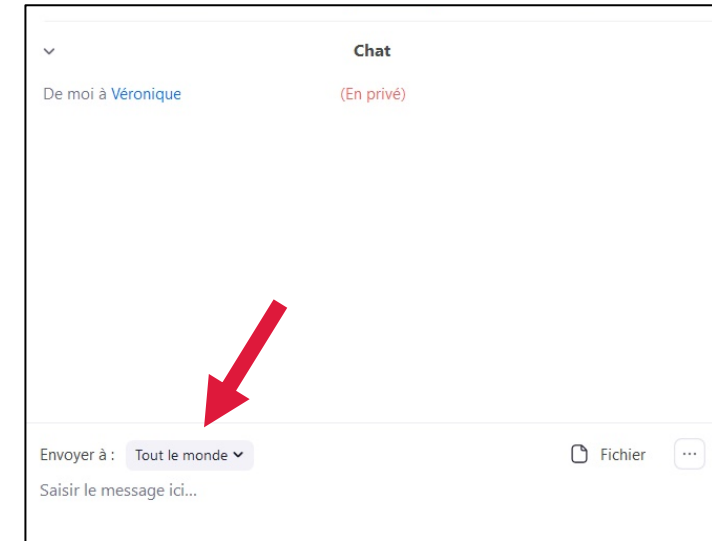 Chat
De moi à Véronique (En privé)
Envoyer à : Tout le monde Fichier ...
Saisir le message ici...